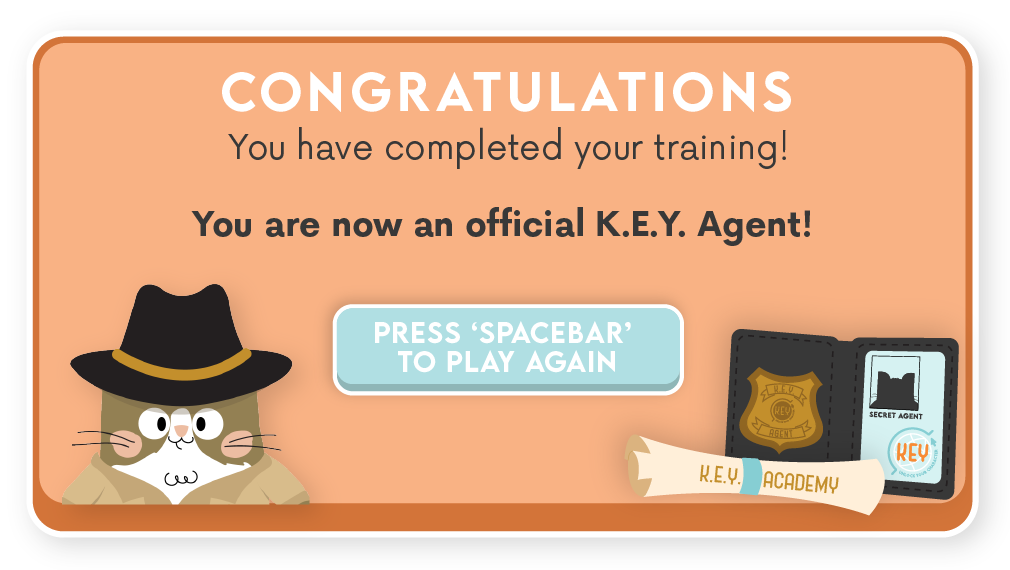 CONGRATULATIONS
You have completed your training!
You are now an official K.E.Y. Agent!
PRESS ‘SPACEBAR’
TO PLAY AGAIN
K.E.Y.
KEY
AGENT
SECRET AGENT
KEY
K.E.Y. ACADEMY